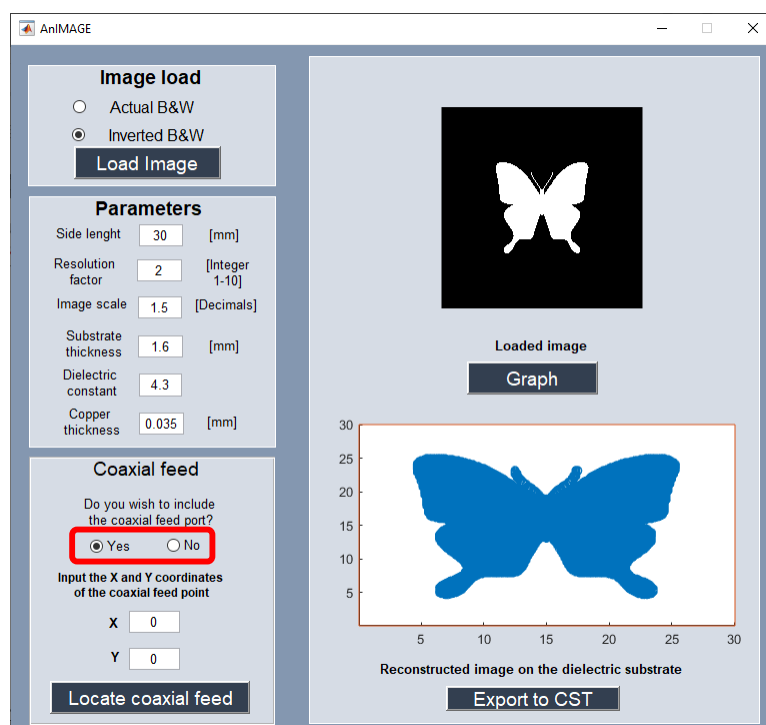 AnIMAGE
Image load
Actual B&W
Inverted B&W
Load Image
Parameters
Side lenght 30 [mm]
Resolution factor 2 [Integer 1-10]
Image scale 1.5 [Decimals]
Substrate thickness 1.6 [mm]
Dielectric constant 4.3
Copper thickness 0.035 [mm]
Coaxial feed
Do you wish to include
the coaxial feed port?
Yes No
Input the X and Y coordinates
of the coaxial feed point
X 0
Y 0
Locate coaxial feed
Loaded image
Graph
30
25
20
15
10
5
5 10 15 20 25 30
Reconstructed image on the dielectric substrate
Export to CST